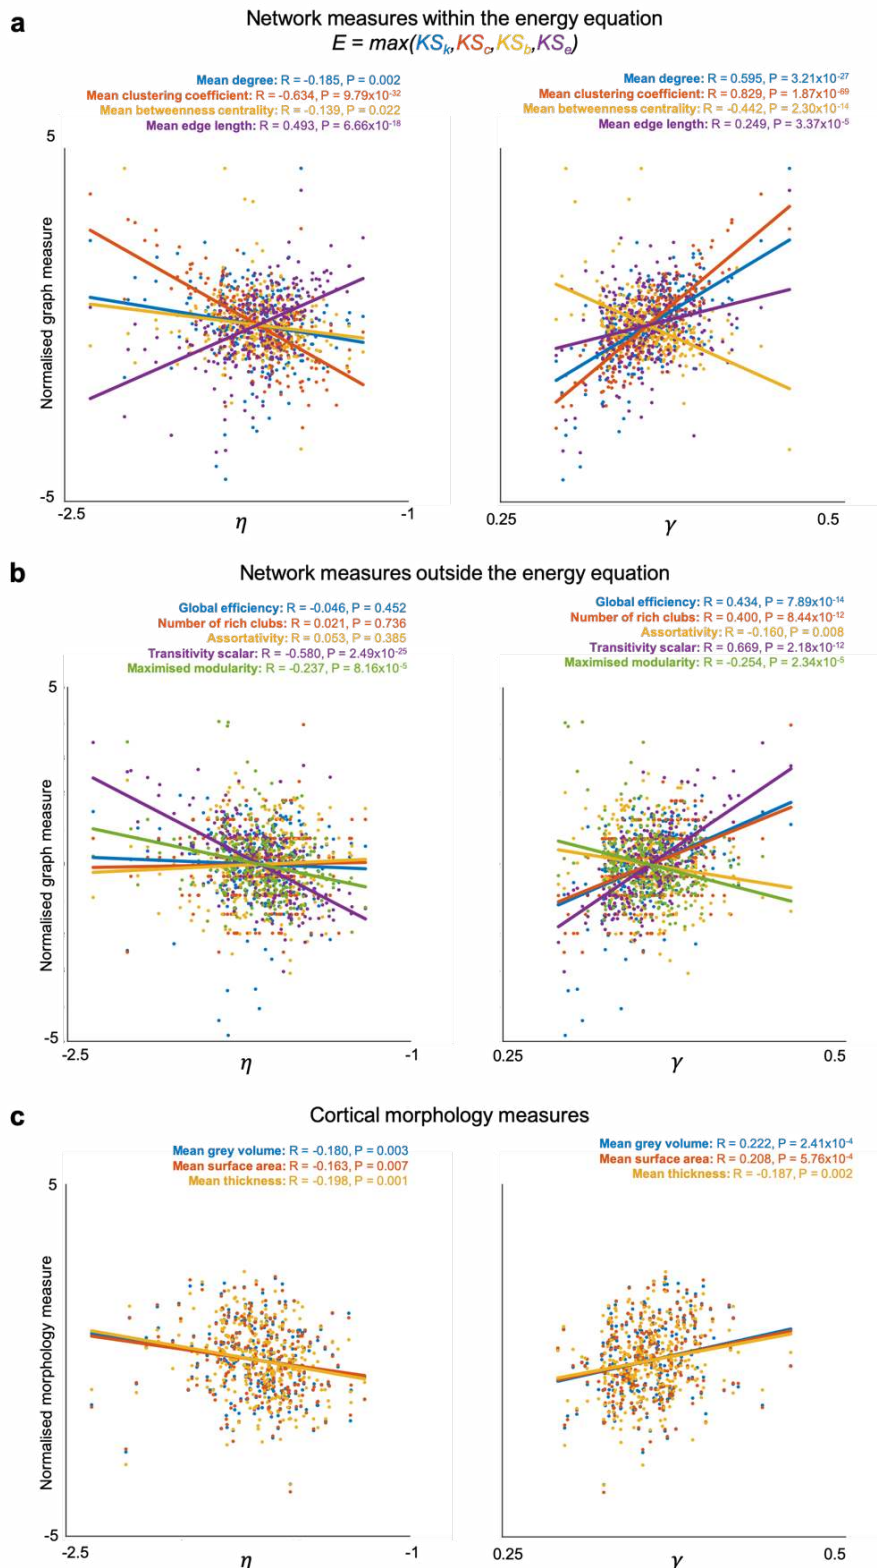 a
Network measures within the energy equation
E = max(KSk,KSc,KSb,KSe)
Mean degree: R = -0.185, P = 0.002
Mean clustering coefficient: R = -0.634, P = 9.79x10-32
Mean betweenness centrality: R = -0.139, P = 0.022
Mean edge length: R = 0.493, P = 6.66x10-18
Mean degree: R = 0.595, P = 3.21x10-27
Mean clustering coefficient: R = 0.829, P = 1.87x10-69
Mean betweenness centrality: R = -0.442, P = 2.30x10-14
Mean edge length: R = 0.249, P = 3.37x10-5
5
Normalised graph measure
-5
-2.5
η
-1
0.25
γ
0.5
b
Network measures outside the energy equation
Global efficiency: R = -0.046, P = 0.452
Number of rich clubs: R = 0.021, P = 0.736
Assortativity: R = 0.053, P = 0.385
Transitivity scalar: R = -0.580, P = 2.49x10-25
Maximised modularity: R = -0.237, P = 8.16x10-5
Global efficiency: R = 0.434, P = 7.89x10-14
Number of rich clubs: R = 0.400, P = 8.44x10-12
Assortativity: R = -0.160, P = 0.008
Transitivity scalar: R = 0.669, P = 2.18x10-12
Maximised modularity: R = -0.254, P = 2.34x10-5
5
Normalised graph measure
-5
-2.5
η
-1
0.25
γ
0.5
c
Cortical morphology measures
Mean grey volume: R = -0.180, P = 0.003
Mean surface area: R = -0.163, P = 0.007
Mean thickness: R = -0.198, P = 0.001
Mean grey volume: R = 0.222, P = 2.41x10-4
Mean surface area: R = 0.208, P = 5.76x10-4
Mean thickness: R = -0.187, P = 0.002
5
Normalised morphology measure
-5
-2.5
η
-1
0.25
γ
0.5